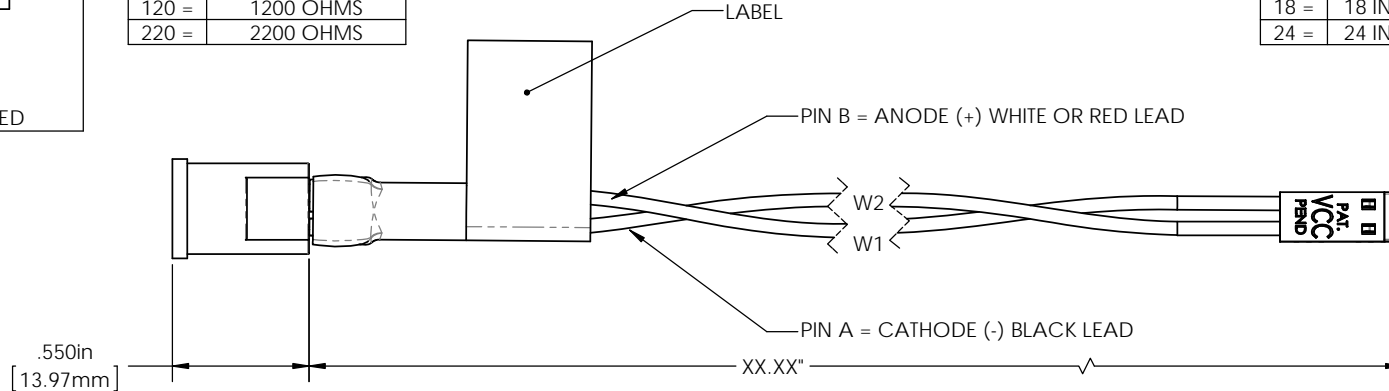 120 = 1200 OHMS
220 = 2200 OHMS
LABEL
18 = 18 IN
24 = 24 IN
ED
PIN B = ANODE (+) WHITE OR RED LEAD
W2
W1
PAT.
VCC
PEND
PIN A = CATHODE (-) BLACK LEAD
.550in
[13.97mm]
XX.XX"